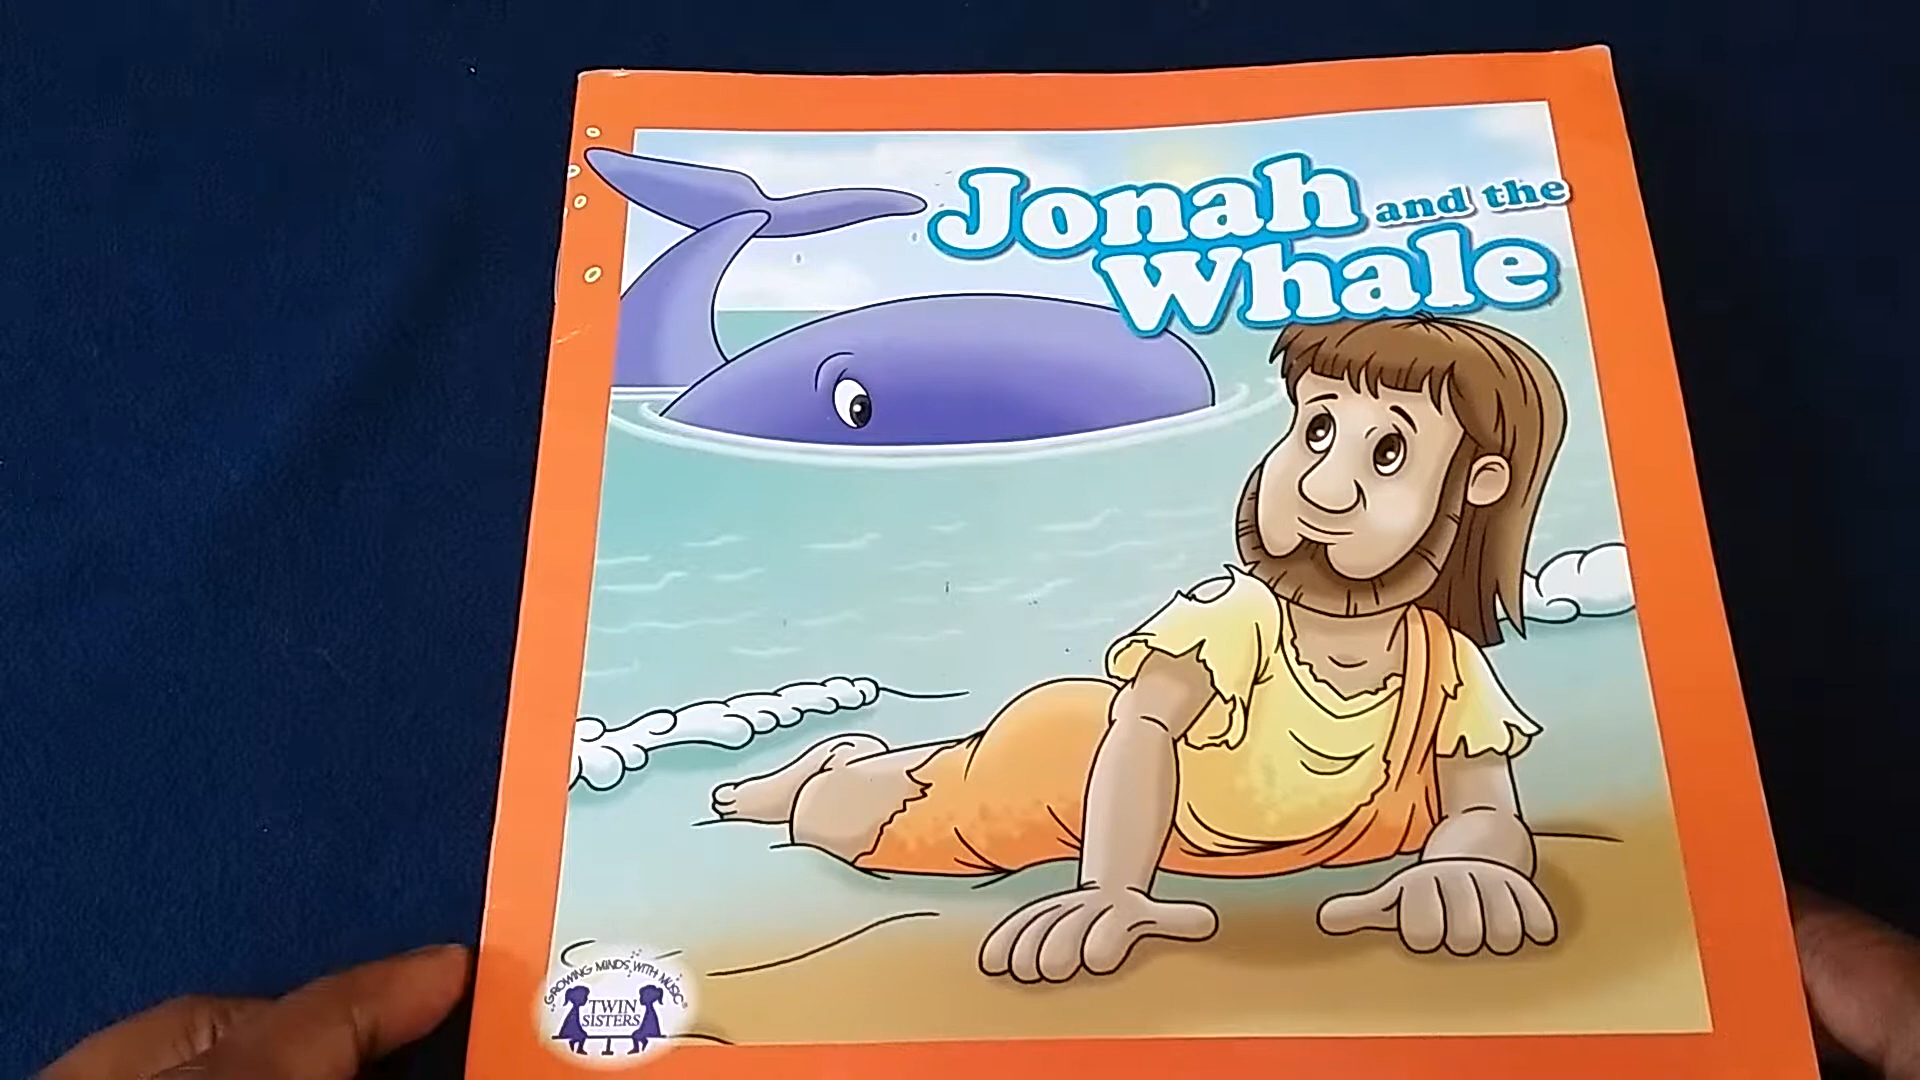 Jonah and the
Whale
GROWING MINDS WITH MUSIC®
TWIN
SISTERS